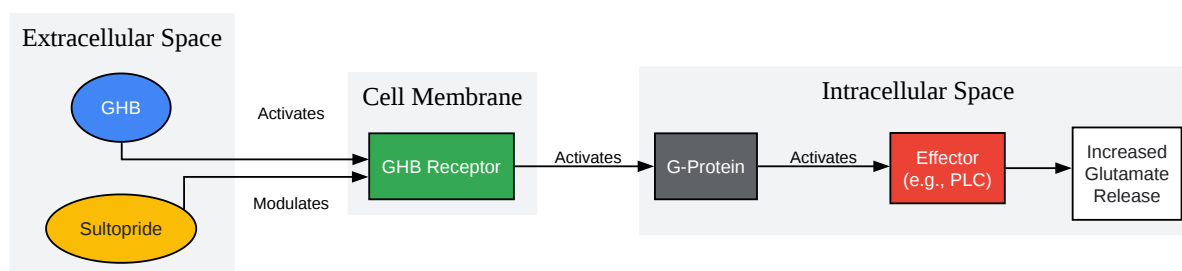 Extracellular Space
GHB
Sultopride
Activates
Modulates
Cell Membrane
GHB Receptor
Activates
Intracellular Space
G-Protein
Activates
Effector
(e.g., PLC)
Increased
Glutamate
Release